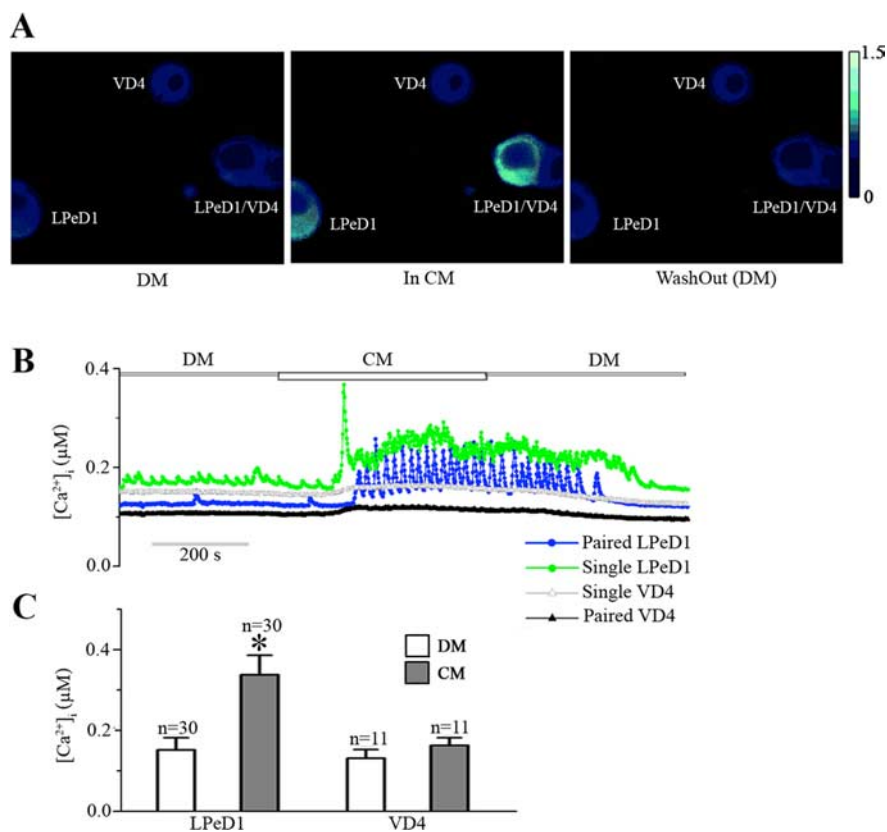 A
VD4
LPeD1
LPeD1/VD4
DM
VD4
LPeD1
LPeD1/VD4
In CM
VD4
LPeD1
LPeD1/VD4
WashOut (DM)
1.5
0
B
DM CM DM
0.4
0.2
0.0
[Ca²⁺]ᵢ (µM)
200 s
Paired LPeD1
Single LPeD1
Single VD4
Paired VD4
C
0.4
0.2
0.0
[Ca²⁺]ᵢ (µM)
n=30
n=30
*
n=11
n=11
DM
CM
LPeD1 VD4